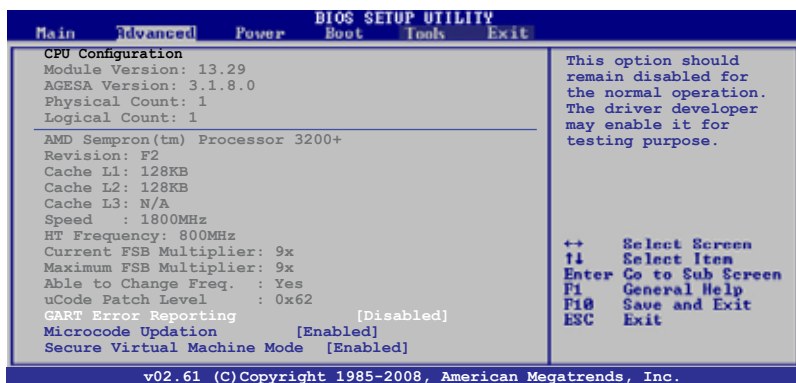 BIOS SETUP UTILITY
Main Advanced Power Boot Tools Exit
CPU Configuration
Module Version: 13.29
AGESA Version: 3.1.8.0
Physical Count: 1
Logical Count: 1
AMD Sempron(tm) Processor 3200+
Revision: F2
Cache L1: 128KB
Cache L2: 128KB
Cache L3: N/A
Speed : 1800MHz
HT Frequency: 800MHz
Current FSB Multiplier: 9x
Maximum FSB Multiplier: 9x
Able to Change Freq. : Yes
uCode Patch Level : 0x62
GART Error Reporting [Disabled]
Microcode Updation [Enabled]
Secure Virtual Machine Mode [Enabled]
This option should
remain disabled for
the normal operation.
The driver developer
may enable it for
testing purpose.
↔ Select Screen
↑↓ Select Item
Enter Go to Sub Screen
F1 General Help
F10 Save and Exit
ESC Exit
v02.61 (C)Copyright 1985-2008, American Megatrends, Inc.